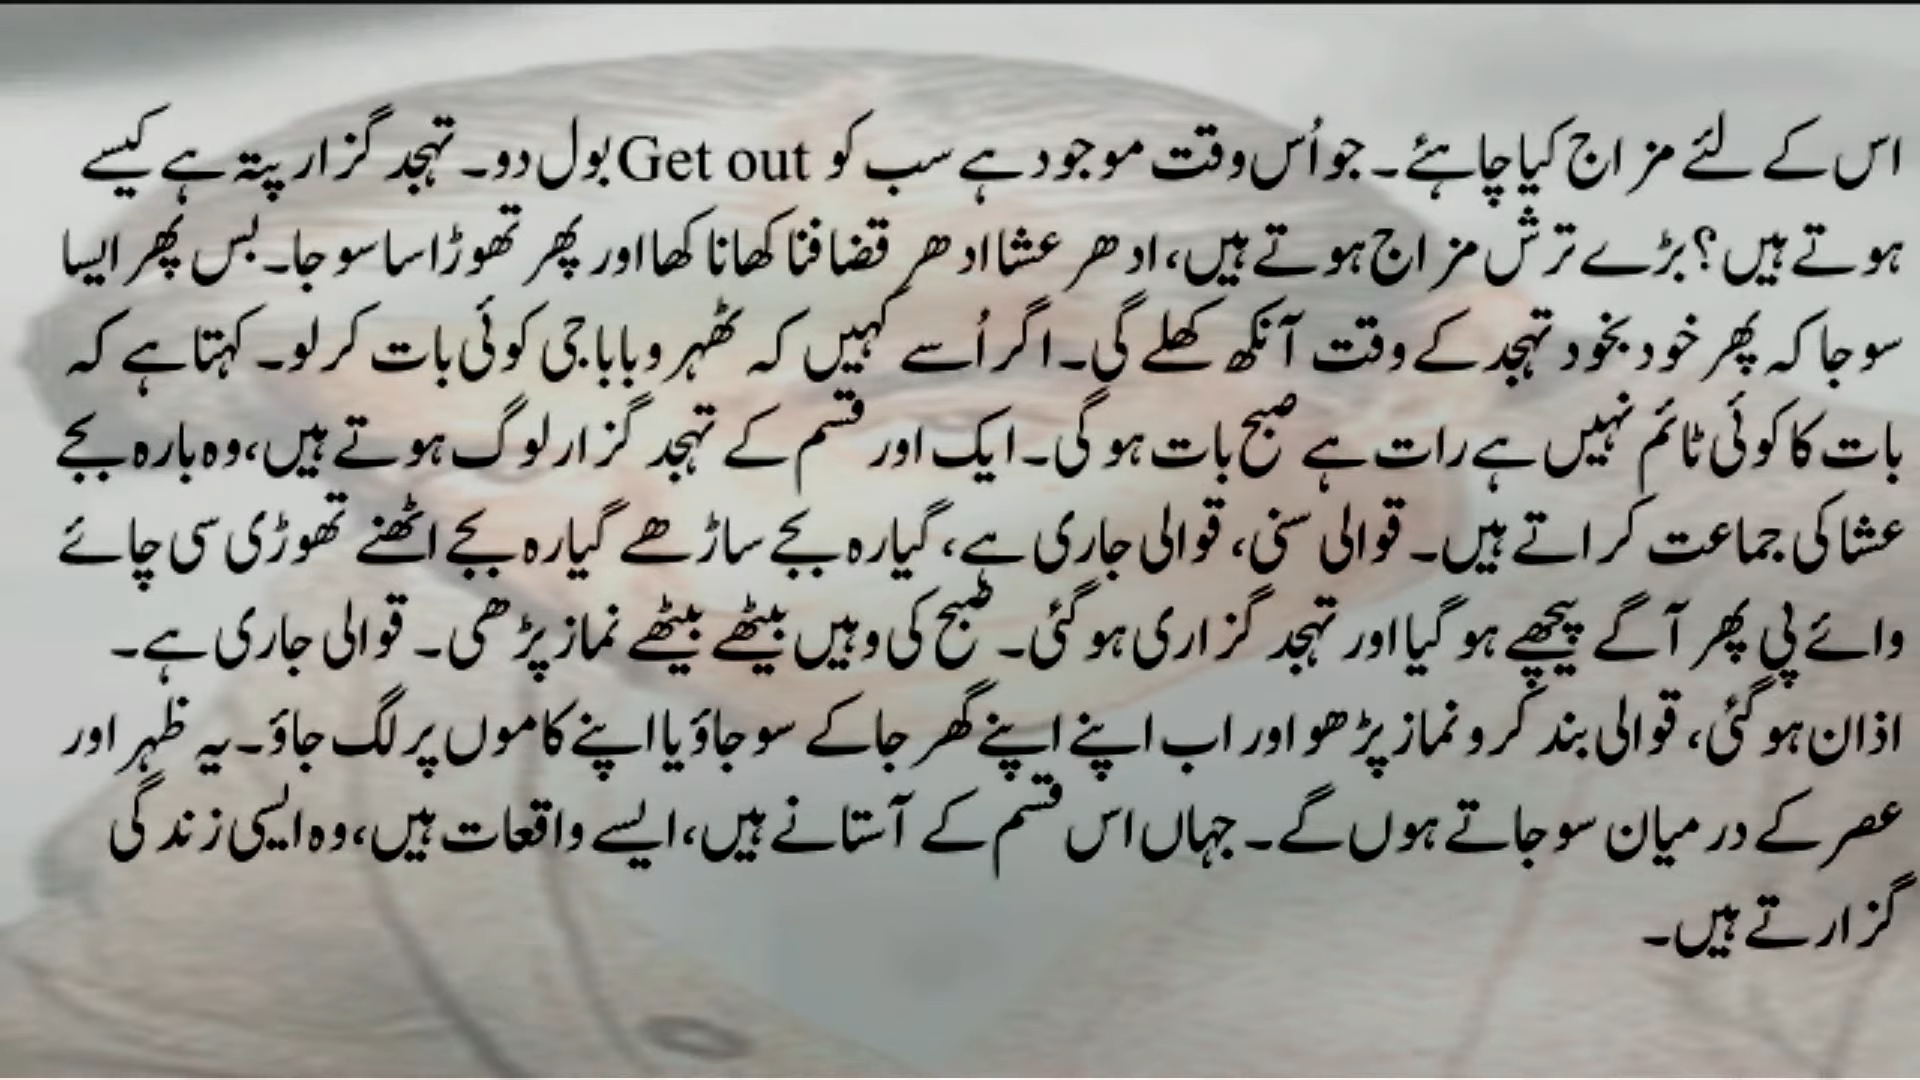 اس کے لئے مزاج کیا چاہئے۔ جو اُس وقت موجود ہے سب کو Get out بول دو۔ تہجد گزار پتہ ہے کیسے
ہوتے ہیں؟ بڑے ترش مزاج ہوتے ہیں، ادھر عشا ادھر قضا فنا کھانا کھا اور پھر تھوڑا سا سو جا۔ بس پھر ایسا
سو جا کہ پھر خود بخود تہجد کے وقت آنکھ کھلے گی۔ اگر اُسے کہیں کہ ٹھہرو بابا جی کوئی بات کر لو۔ کہتا ہے کہ
بات کا کوئی ٹائم نہیں ہے رات ہے صبح بات ہو گی۔ ایک اور قسم کے تہجد گزار لوگ ہوتے ہیں، وہ بارہ بجے
عشا کی جماعت کراتے ہیں۔ قوالی سنی، قوالی جاری ہے، گیارہ بجے ساڑھے گیارہ بجے اٹھنے تھوڑی سی چائے
وائے پی پھر آگے پیچھے ہو گیا اور تہجد گزاری ہو گئی۔ صبح کی وہیں بیٹھے بیٹھے نماز پڑھی۔ قوالی جاری ہے۔
اذان ہو گئی، قوالی بند کرو نماز پڑھو اور اب اپنے اپنے گھر جا کے سو جاؤ یا اپنے کاموں پر لگ جاؤ۔ یہ ظہر اور
عصر کے درمیان سو جاتے ہوں گے۔ جہاں اس قسم کے آستانے ہیں، ایسے واقعات ہیں، وہ ایسی زندگی
گزارتے ہیں۔